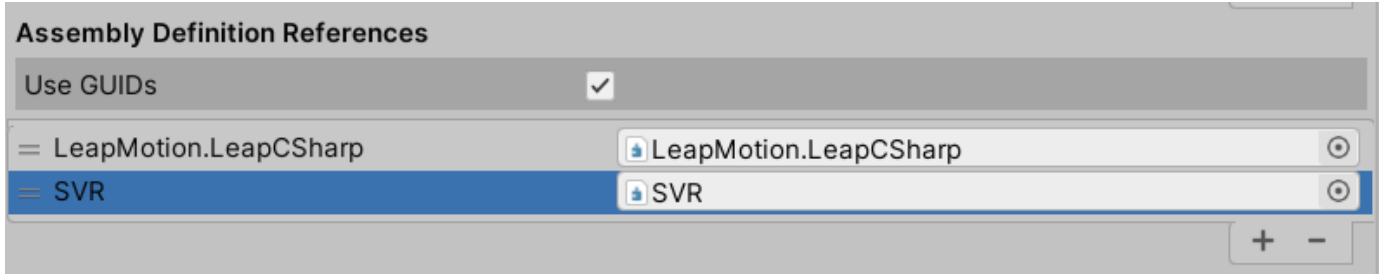 Assembly Definition References
Use GUIDs
LeapMotion.LeapCSharp LeapMotion.LeapCSharp
SVR SVR